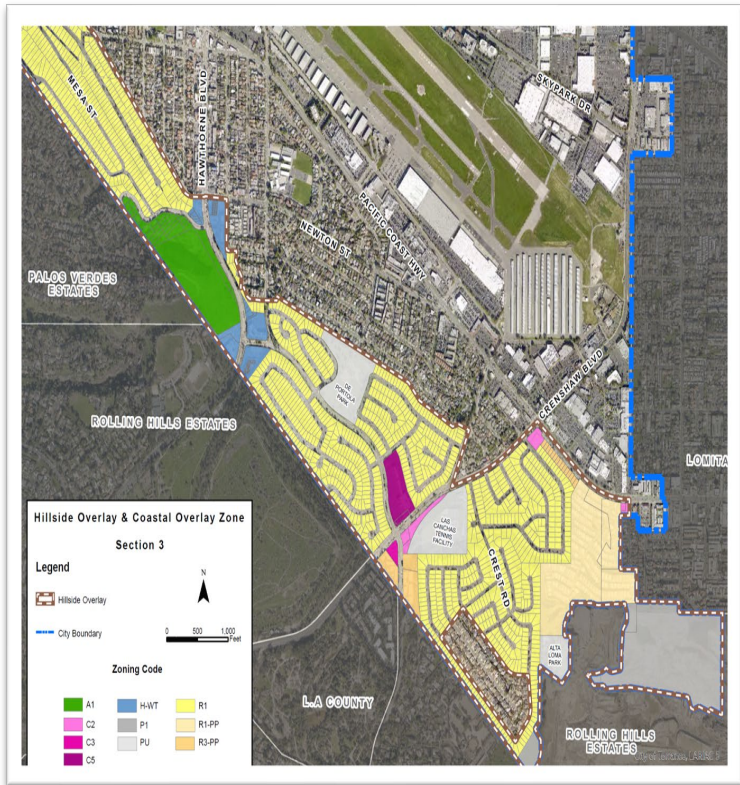 MESA ST
HAWTHORNE BLVD
SKYPARK DR
PACIFIC COAST HWY
NEWTON ST
PALOS VERDES
ESTATES
CRENSHAW BLVD
DE
PORTOLA
PARK
ROLLING HILLS ESTATES
LOMITA
LAS
CANCHAS
TENNIS
FACILITY
CREST RD
ALTA
LOMA
PARK
L.A COUNTY
ROLLING HILLS
ESTATES
Hillside Overlay & Coastal Overlay Zone
Section 3
Legend
Hillside Overlay
N
City Boundary
0 500 1,000
Feet
Zoning Code
A1
H-WT
R1
C2
P1
R1-PP
C3
PU
R3-PP
C5